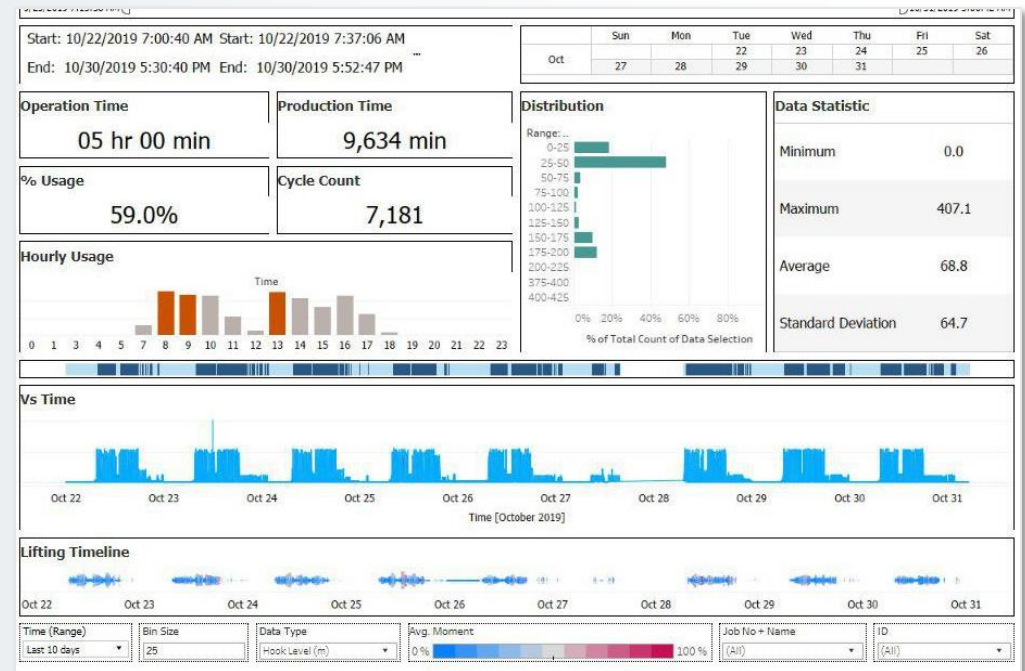 Start: 10/22/2019 7:00:40 AM Start: 10/22/2019 7:37:06 AM
...
End: 10/30/2019 5:30:40 PM End: 10/30/2019 5:52:47 PM
Sun Mon Tue Wed Thu Fri Sat
Oct
22 23 24 25 26
27 28 29 30 31
Operation Time
05 hr 00 min
Production Time
9,634 min
% Usage
59.0%
Cycle Count
7,181
Distribution
Range: ..
0-25
25-50
50-75
75-100
100-125
125-150
150-175
175-200
200-225
375-400
400-425
0% 20% 40% 60% 80%
% of Total Count of Data Selection
Data Statistic
Minimum 0.0
Maximum 407.1
Average 68.8
Standard Deviation 64.7
Hourly Usage
Time
0 1 3 4 5 7 8 9 10 11 12 13 14 15 16 17 18 19 20 21 22 23
Vs Time
Oct 22 Oct 23 Oct 24 Oct 25 Oct 26 Oct 27 Oct 28 Oct 29 Oct 30 Oct 31
Time [October 2019]
Lifting Timeline
Oct 22 Oct 23 Oct 24 Oct 25 Oct 26 Oct 27 Oct 28 Oct 29 Oct 30 Oct 31
Time (Range)
Last 10 days
Bin Size
25
Data Type
Hook Level (m)
Avg. Moment
0 % 100 %
Job No + Name
(All)
ID
(All)